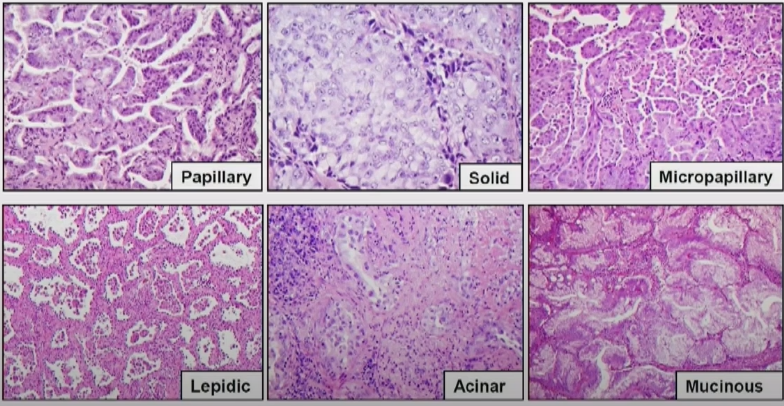 Papillary
Solid
Micropapillary
Lepidic
Acinar
Mucinous